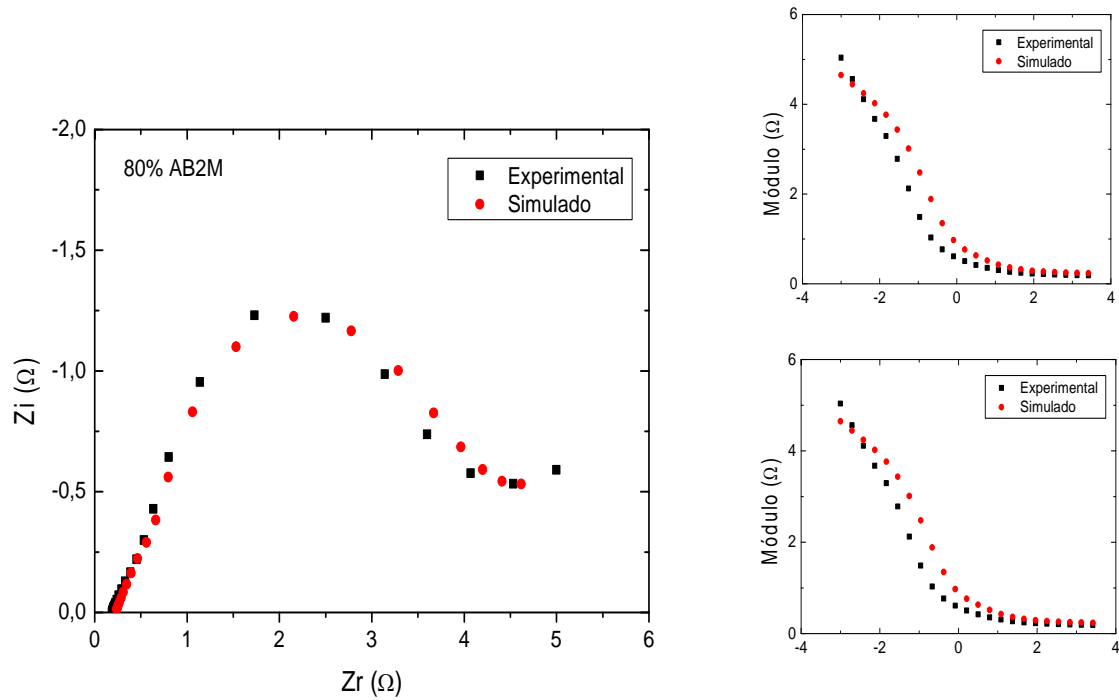 80% AB2M
Experimental
Simulado
-2,0
-1,5
-1,0
-0,5
0,0
0 1 2 3 4 5 6
Zi (Ω)
Zr (Ω)
Experimental
Simulado
6
4
2
0
-4 -2 0 2 4
Módulo (Ω)
Experimental
Simulado
6
4
2
0
-4 -2 0 2 4
Módulo (Ω)